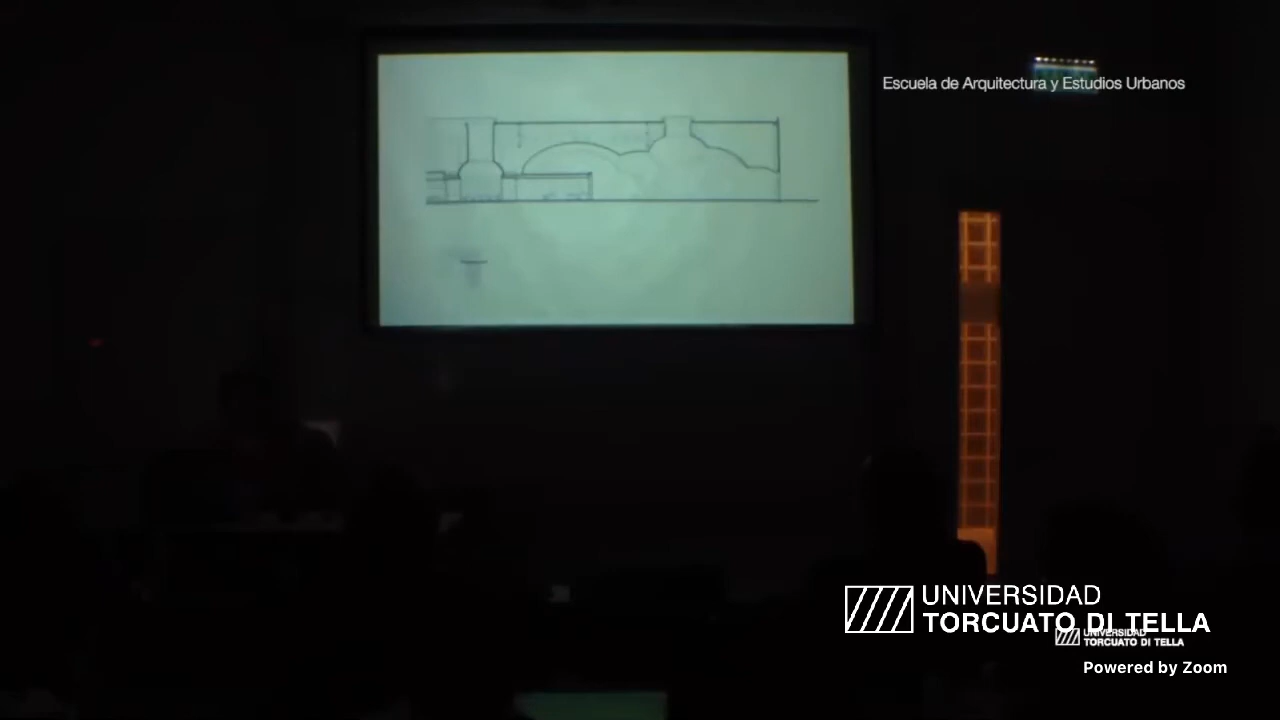 Escuela de Arquitectura y Estudios Urbanos
UNIVERSIDAD
TORCUATO DI TELLA
UNIVERSIDAD
TORCUATO DI TELLA
Powered by Zoom